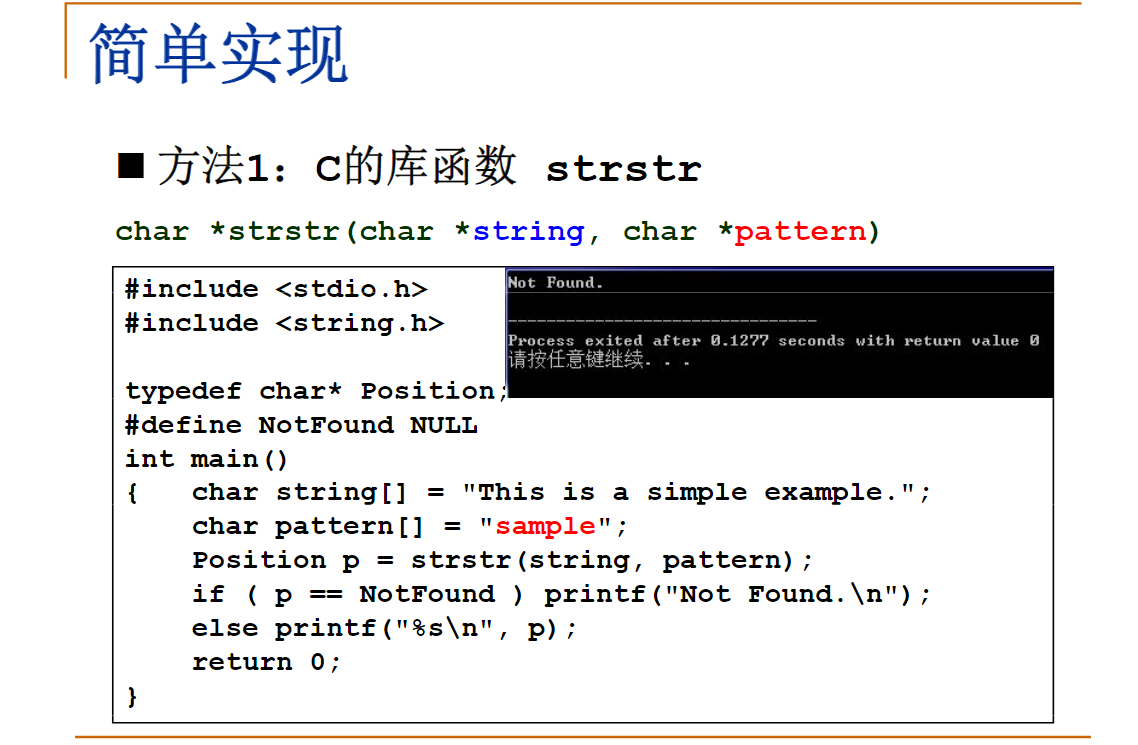 简单实现
■ 方法1：C的库函数 strstr
char *strstr(char *string, char *pattern)
#include <stdio.h>
#include <string.h>
typedef char* Position;
#define NotFound NULL
int main()
{   char string[] = "This is a simple example.";
    char pattern[] = "sample";
    Position p = strstr(string, pattern);
    if ( p == NotFound ) printf("Not Found.\n");
    else printf("%s\n", p);
    return 0;
}
Not Found.
--------------------------------
Process exited after 0.1277 seconds with return value 0
请按任意键继续. . .